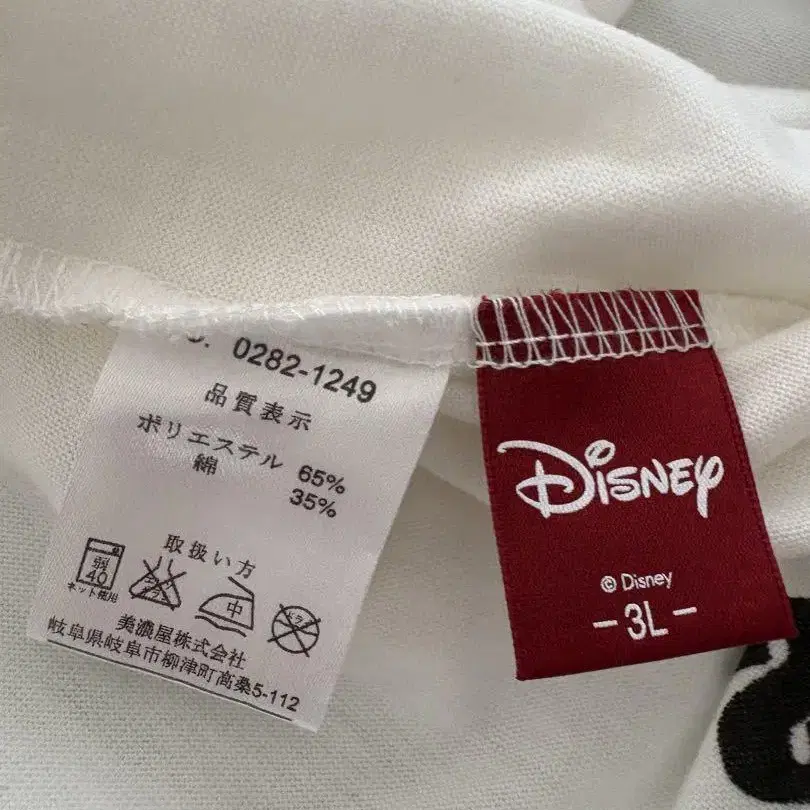 0282-1249
品質表示
ポリエステル 65%
綿 35%
弱
40
ネット使用
中
取扱い方
美濃屋株式会社
岐阜県岐阜市柳津町高桑5-112
DISNEY
© Disney
-3L-